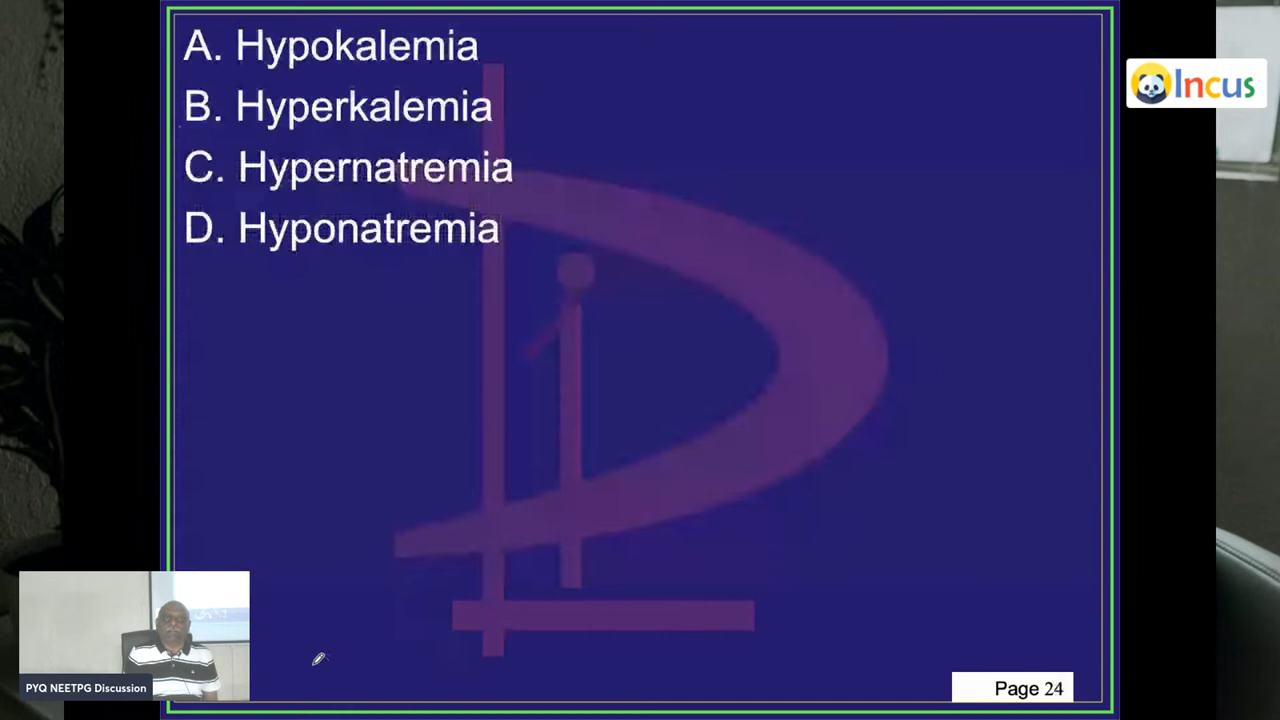 A. Hypokalemia
B. Hyperkalemia
C. Hypernatremia
D. Hyponatremia
Incus
PYQ NEETPG Discussion
Page 24